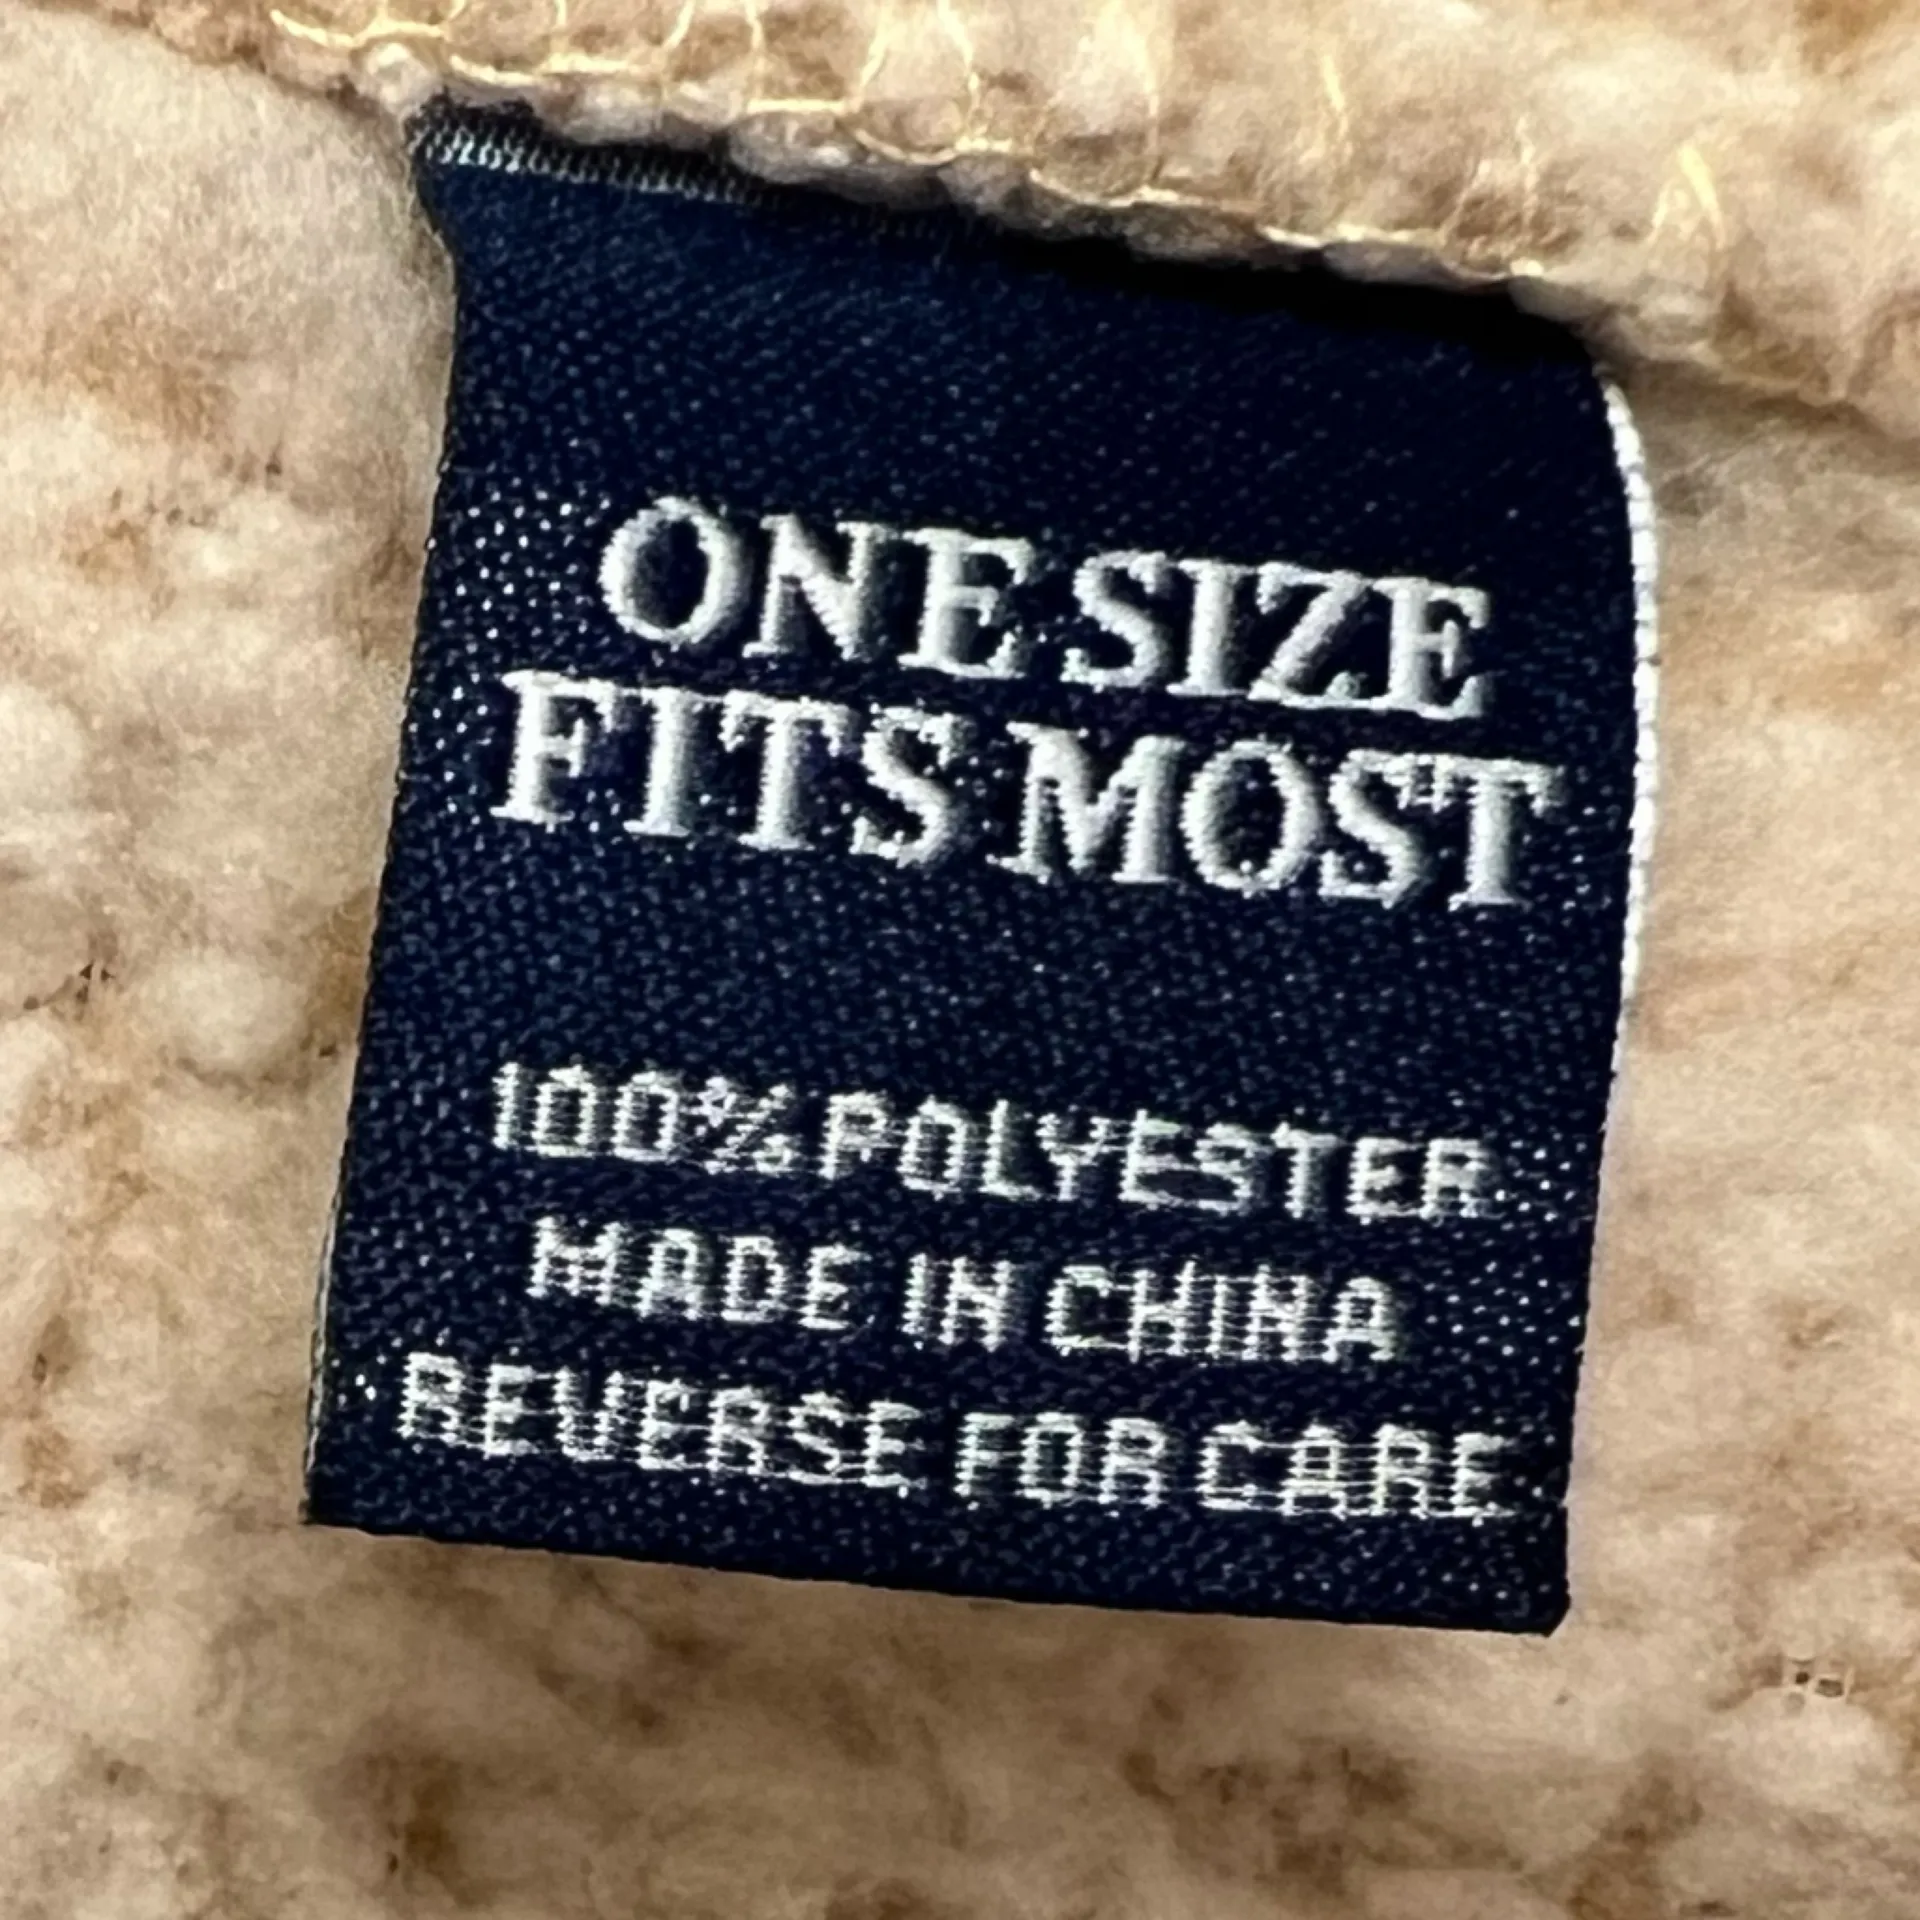 ONE SIZE
FITS MOST
100% POLYESTER
MADE IN CHINA
REVERSE FOR CARE